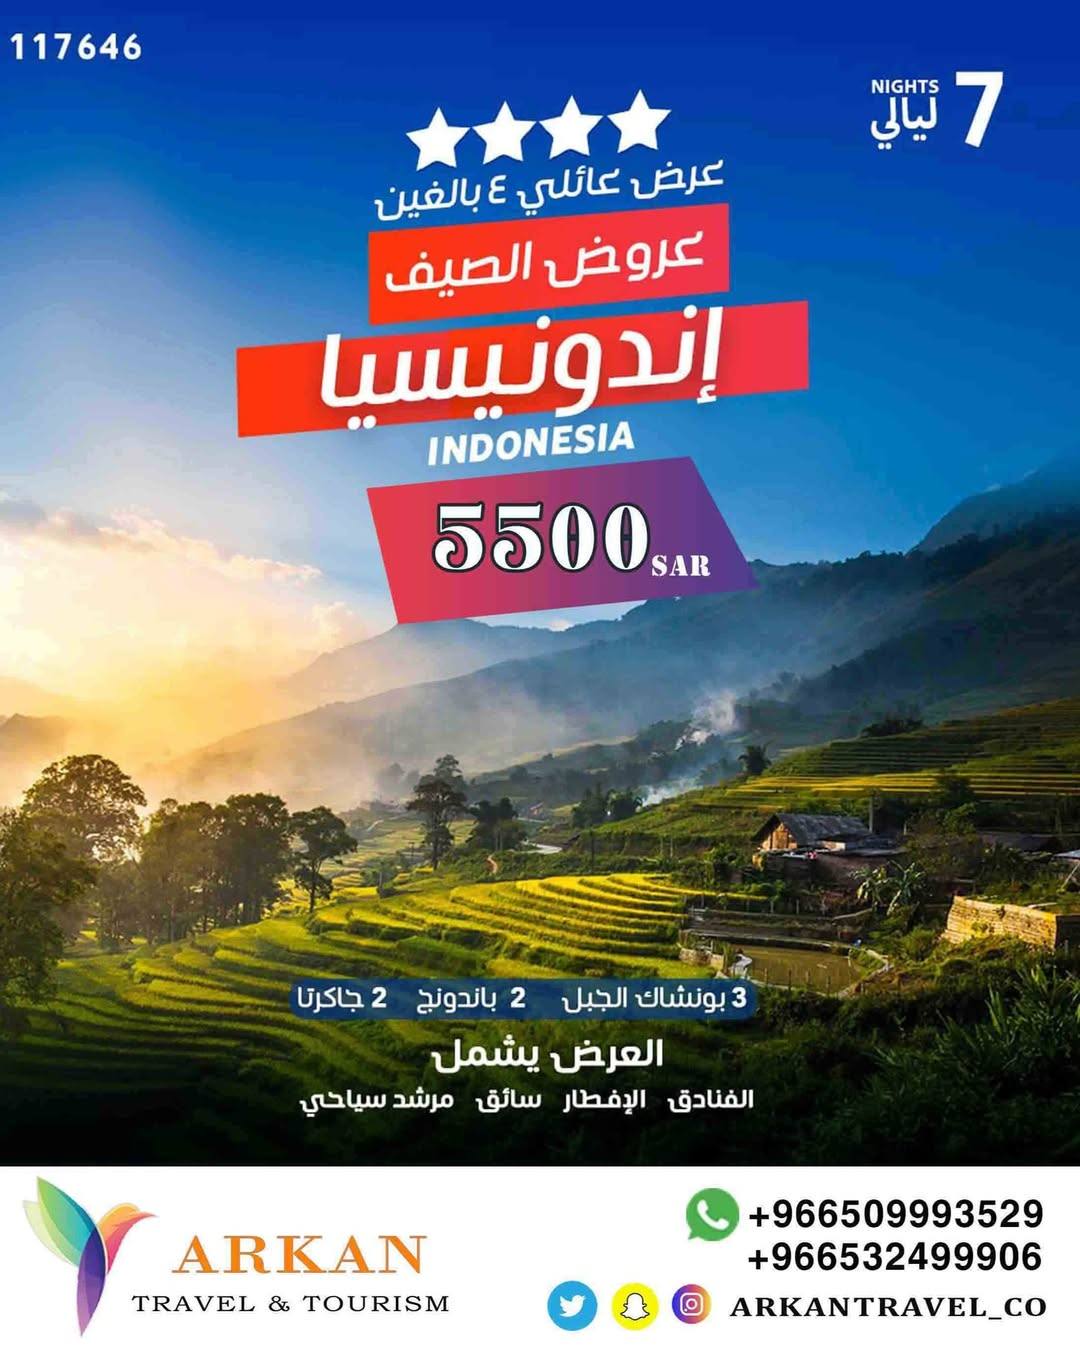 117646
7 NIGHTS ليالي
عرض عائلي ٤ بالغين
عروض الصيف
إندونيسيا
INDONESIA
5500 SAR
3 بونشاك الجبل 2 باندونج 2 جاكرتا
العرض يشمل
الفنادق الإفطار سائق مرشد سياحي
ARKAN
TRAVEL & TOURISM
+966509993529
+966532499906
ARKANTRAVEL_CO